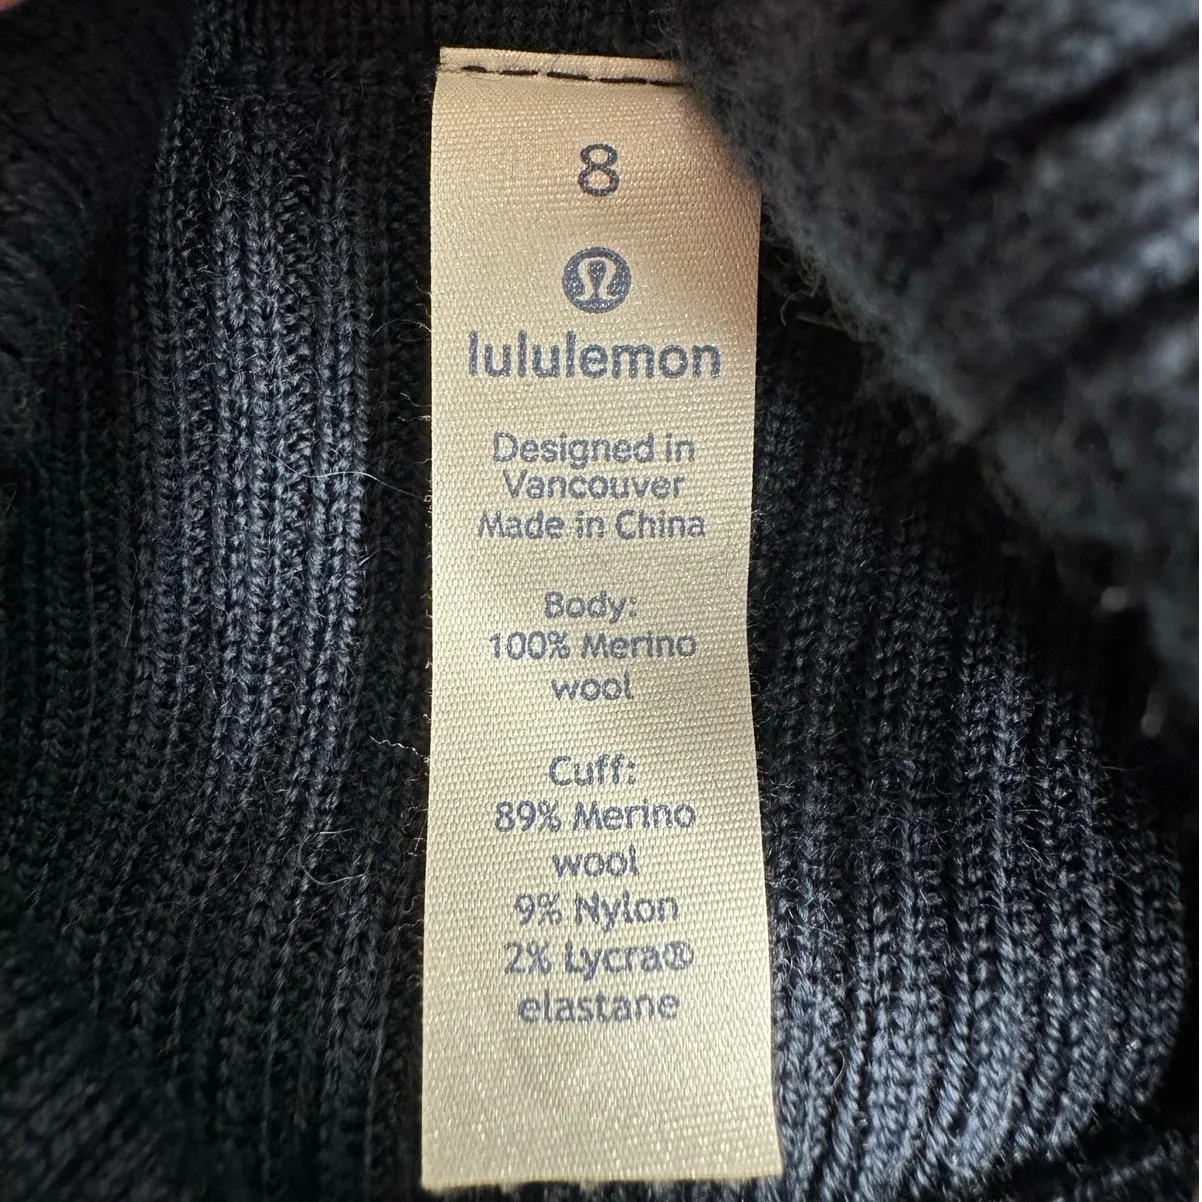 8
lululemon
Designed in
Vancouver
Made in China
Body:
100% Merino
wool
Cuff:
89% Merino
wool
9% Nylon
2% Lycra®
elastane